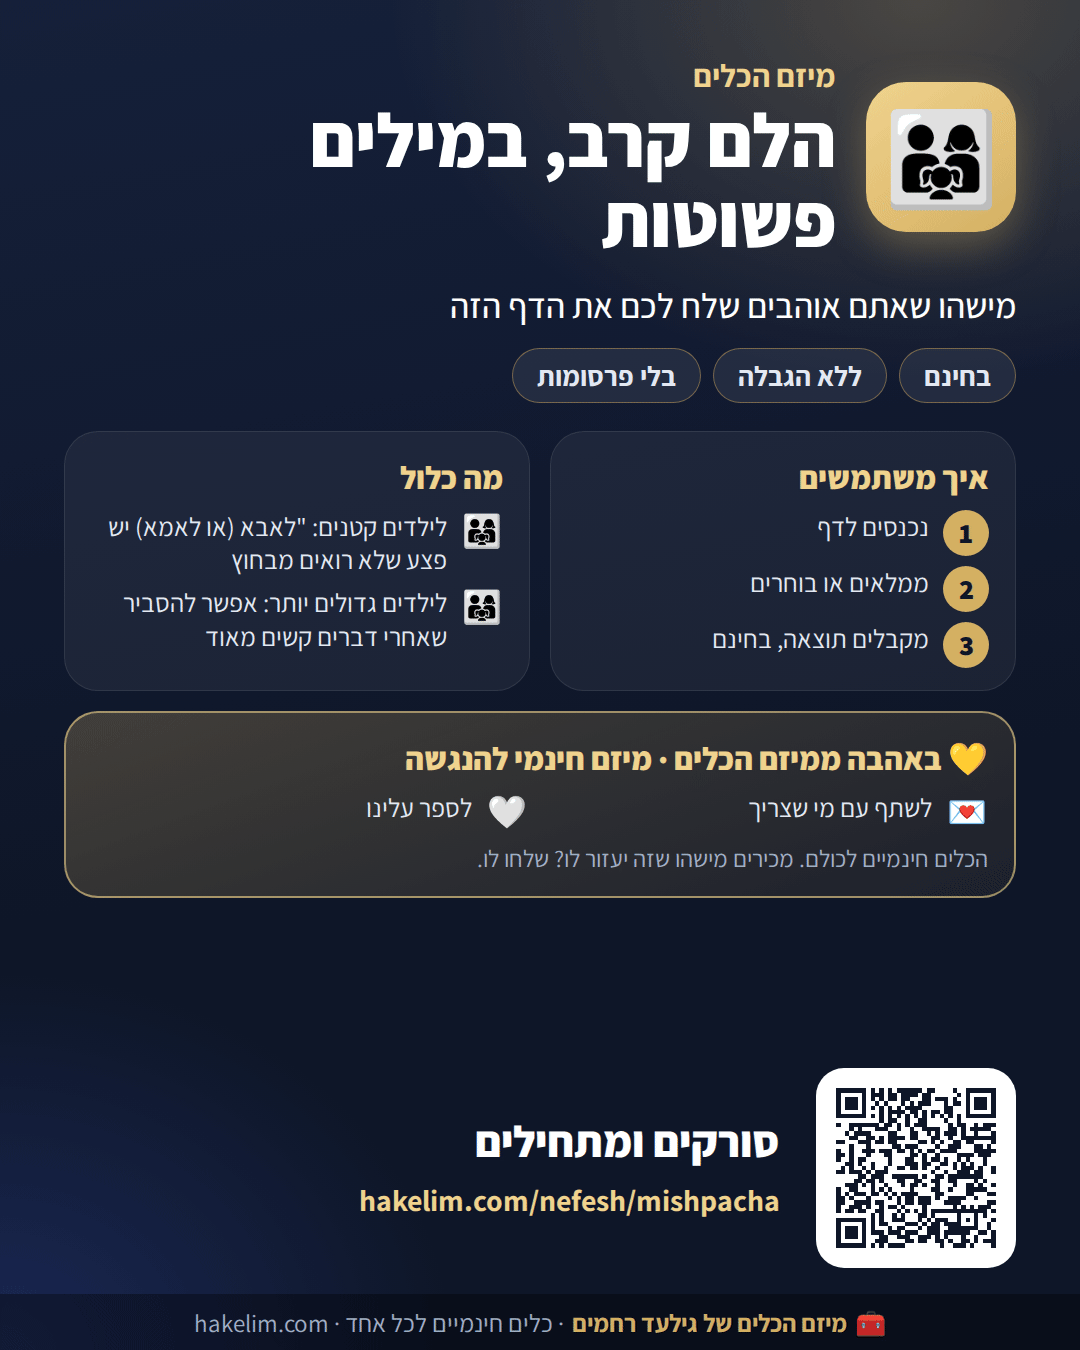 מיזם הכלים
הלם קרב, במילים
פשוטות
מישהו שאתם אוהבים שלח לכם את הדף הזה
בחינם
ללא הגבלה
בלי פרסומות
איך משתמשים
1 נכנסים לדף
2 ממלאים או בוחרים
3 מקבלים תוצאה, בחינם
מה כלול
לילדים קטנים: "לאבא (או לאמא) יש
פצע שלא רואים מבחוץ
לילדים גדולים יותר: אפשר להסביר
שאחרי דברים קשים מאוד
באהבה ממיזם הכלים · מיזם חינמי להנגשה
לשתף עם מי שצריך
לספר עלינו
הכלים חינמיים לכולם. מכירים מישהו שזה יעזור לו? שלחו לו.
סורקים ומתחילים
hakelim.com/nefesh/mishpacha
מיזם הכלים של גילעד רחמים · כלים חינמיים לכל אחד · hakelim.com